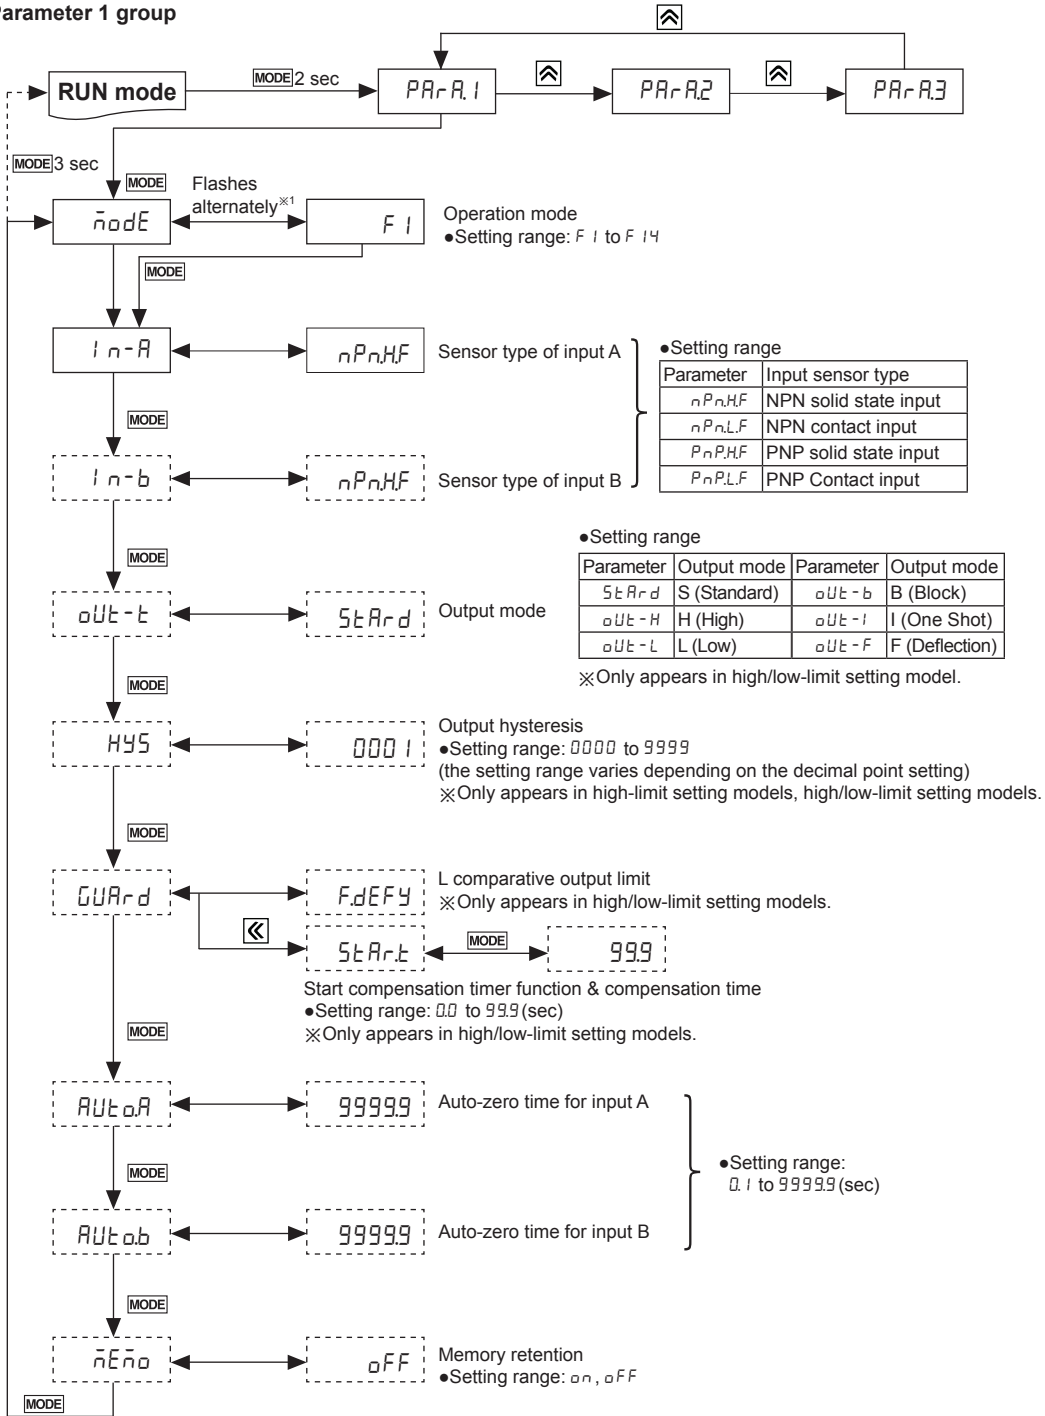 Parameter 1 group
RUN mode
MODE 2 sec
PArA.1
PArA.2
PArA.3
MODE 3 sec
MODE
Flashes
alternately※1
modE
F 1
Operation mode
●Setting range: F 1 to F 14
MODE
In-A
nPn.H.F
Sensor type of input A
●Setting range
Parameter Input sensor type
nPn.H.F NPN solid state input
nPn.L.F NPN contact input
PnP.H.F PNP solid state input
PnP.L.F PNP Contact input
MODE
In-b
nPn.H.F
Sensor type of input B
●Setting range
Parameter Output mode Parameter Output mode
StArd S (Standard) oUt-b B (Block)
oUt-H H (High) oUt-I I (One Shot)
oUt-L L (Low) oUt-F F (Deflection)
※Only appears in high/low-limit setting model.
MODE
oUt-t
StArd
Output mode
MODE
HYS
0001
Output hysteresis
●Setting range: 0000 to 9999
(the setting range varies depending on the decimal point setting)
※Only appears in high-limit setting models, high/low-limit setting models.
MODE
GUArd
F.dEFY
L comparative output limit
※Only appears in high/low-limit setting models.
StAr.t
MODE
99.9
Start compensation timer function & compensation time
●Setting range: 0.0 to 99.9 (sec)
※Only appears in high/low-limit setting models.
MODE
AUto.A
9999.9
Auto-zero time for input A
MODE
●Setting range:
0.1 to 9999.9 (sec)
AUto.b
9999.9
Auto-zero time for input B
MODE
mEmo
oFF
Memory retention
●Setting range: on, oFF
MODE